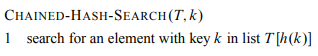 CHAINED-HASH-SEARCH(T, k)
1 search for an element with key k in list T[h(k)]